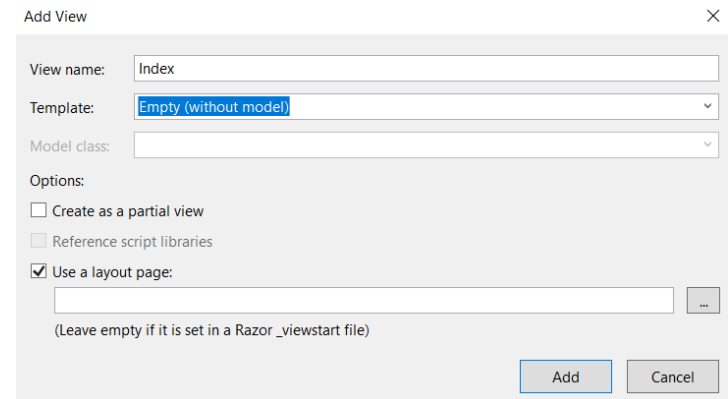 Add View
View name: Index
Template: Empty (without model)
Model class:
Options:
Create as a partial view
Reference script libraries
Use a layout page:
...
(Leave empty if it is set in a Razor _viewstart file)
Add Cancel